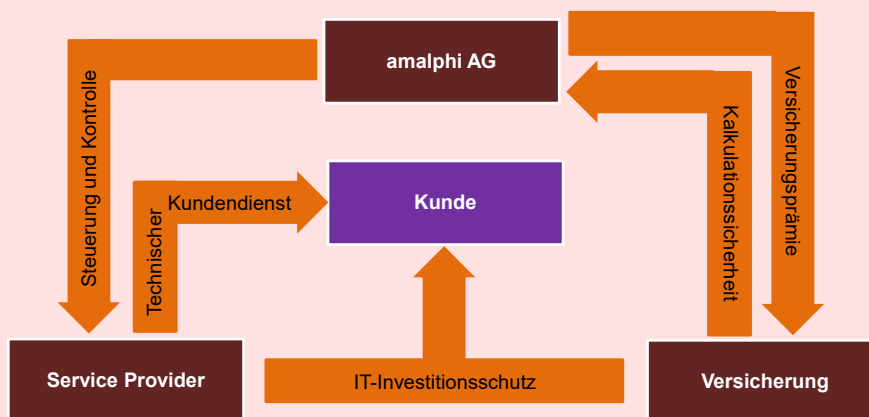 amalphi AG
Steuerung und Kontrolle
Versicherungsprämie
Kalkulationssicherheit
Technischer
Kundendienst
Kunde
Service Provider
IT-Investitionsschutz
Versicherung